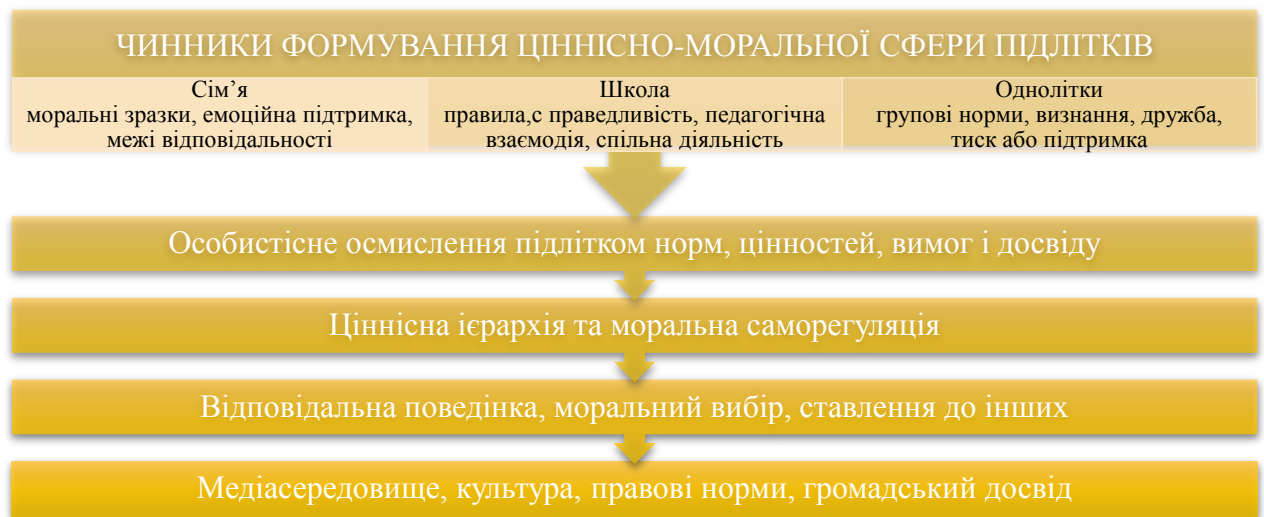 ЧИННИКИ ФОРМУВАННЯ ЦІННІСНО-МОРАЛЬНОЇ СФЕРИ ПІДЛІТКІВ
Сім’я
моральні зразки, емоційна підтримка,
межі відповідальності
Школа
правила,с праведливість, педагогічна
взаємодія, спільна діяльність
Однолітки
групові норми, визнання, дружба,
тиск або підтримка
Особистісне осмислення підлітком норм, цінностей, вимог і досвіду
Ціннісна ієрархія та моральна саморегуляція
Відповідальна поведінка, моральний вибір, ставлення до інших
Медіасередовище, культура, правові норми, громадський досвід